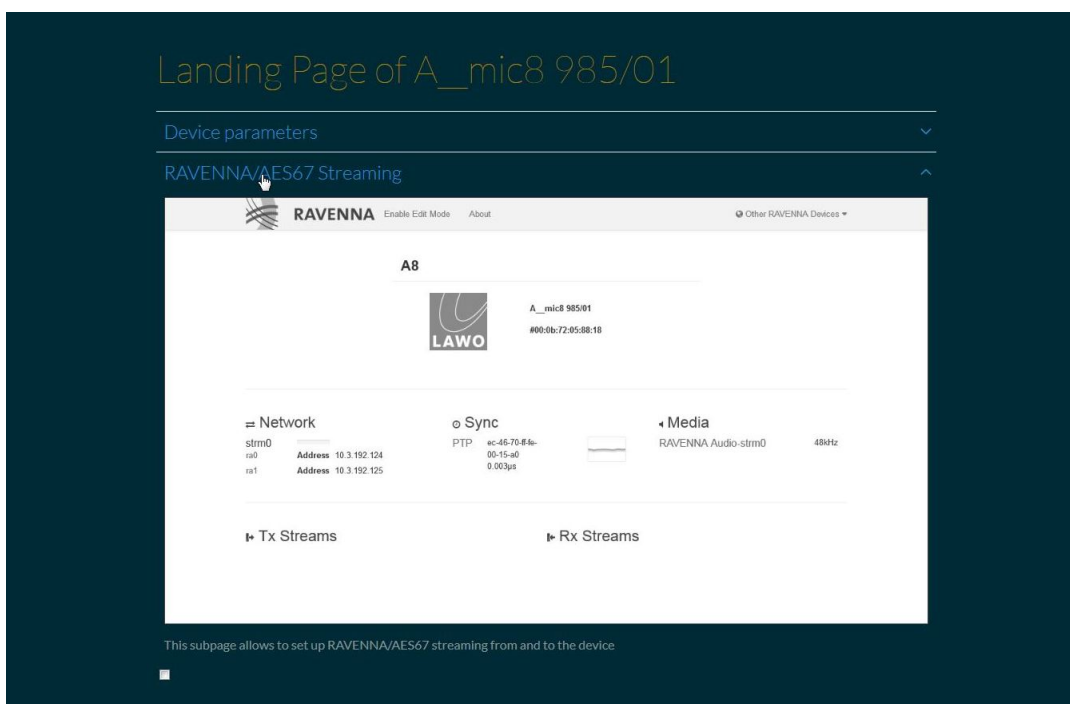 Landing Page of A__mic8 985/01
Device parameters
RAVENNA/AES67 Streaming
RAVENNA Enable Edit Mode About Other RAVENNA Devices
A8
LAWO
A__mic8 985/01
#00:0b:72:05:88:18
Network
strm0
ra0 Address 10.3.192.124
ra1 Address 10.3.192.125
Sync
PTP ec-46-70-ff-fe-
00-15-a0
0.003µs
Media
RAVENNA Audio-strm0 48kHz
Tx Streams
Rx Streams
This subpage allows to set up RAVENNA/AES67 streaming from and to the device